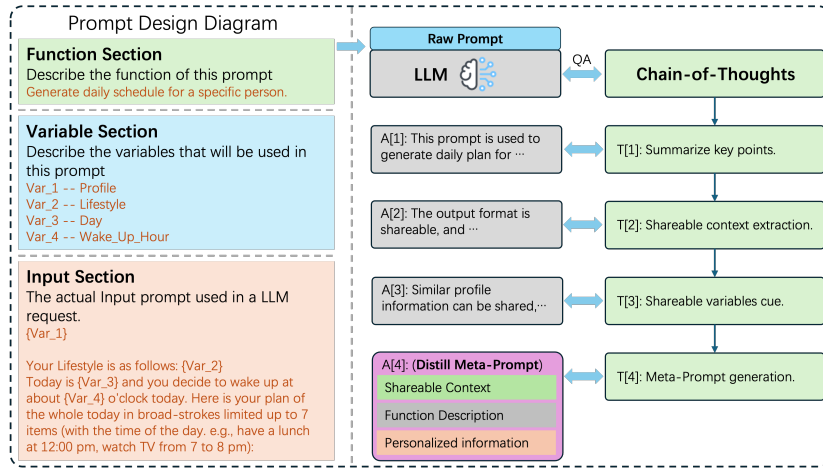 Prompt Design Diagram
Function Section
Describe the function of this prompt
Generate daily schedule for a specific person.
Variable Section
Describe the variables that will be used in
this prompt
Var_1 -- Profile
Var_2 -- Lifestyle
Var_3 -- Day
Var_4 -- Wake_Up_Hour
Input Section
The actual Input prompt used in a LLM
request.
{Var_1}
Your Lifestyle is as follows: {Var_2}
Today is {Var_3} and you decide to wake up at
about {Var_4} o'clock today. Here is your plan of
the whole today in broad-strokes limited up to 7
items (with the time of the day. e.g., have a lunch
at 12:00 pm, watch TV from 7 to 8 pm):
Raw Prompt
LLM
QA
Chain-of-Thoughts
A[1]: This prompt is used to
generate daily plan for ···
T[1]: Summarize key points.
A[2]: The output format is
shareable, and ···
T[2]: Shareable context extraction.
A[3]: Similar profile
information can be shared,···
T[3]: Shareable variables cue.
A[4]: (Distill Meta-Prompt)
Shareable Context
Function Description
Personalized information
T[4]: Meta-Prompt generation.